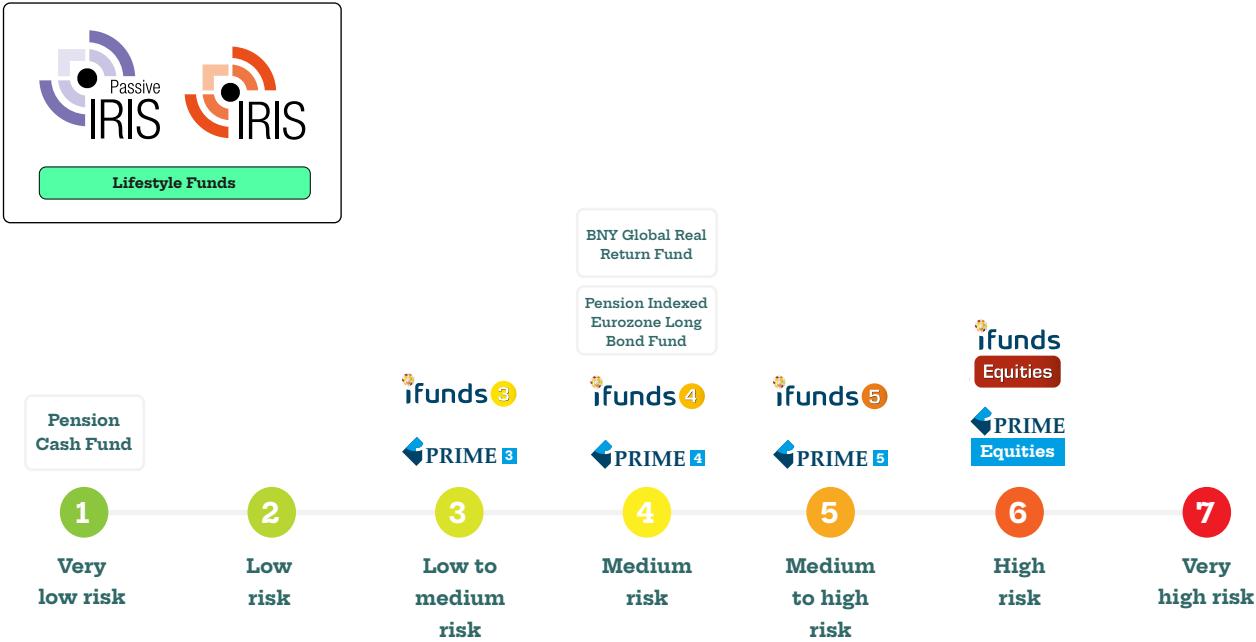 Passive
IRIS
IRIS
Lifestyle Funds
BNY Global Real
Return Fund
Pension Indexed
Eurozone Long
Bond Fund
ifunds
Equities
ifunds 3
ifunds 4
ifunds 5
Pension
Cash Fund
PRIME
Equities
PRIME 3
PRIME 4
PRIME 5
1
2
3
4
5
6
7
Very
low risk
Low
risk
Low to
medium
risk
Medium
risk
Medium
to high
risk
High
risk
Very
high risk